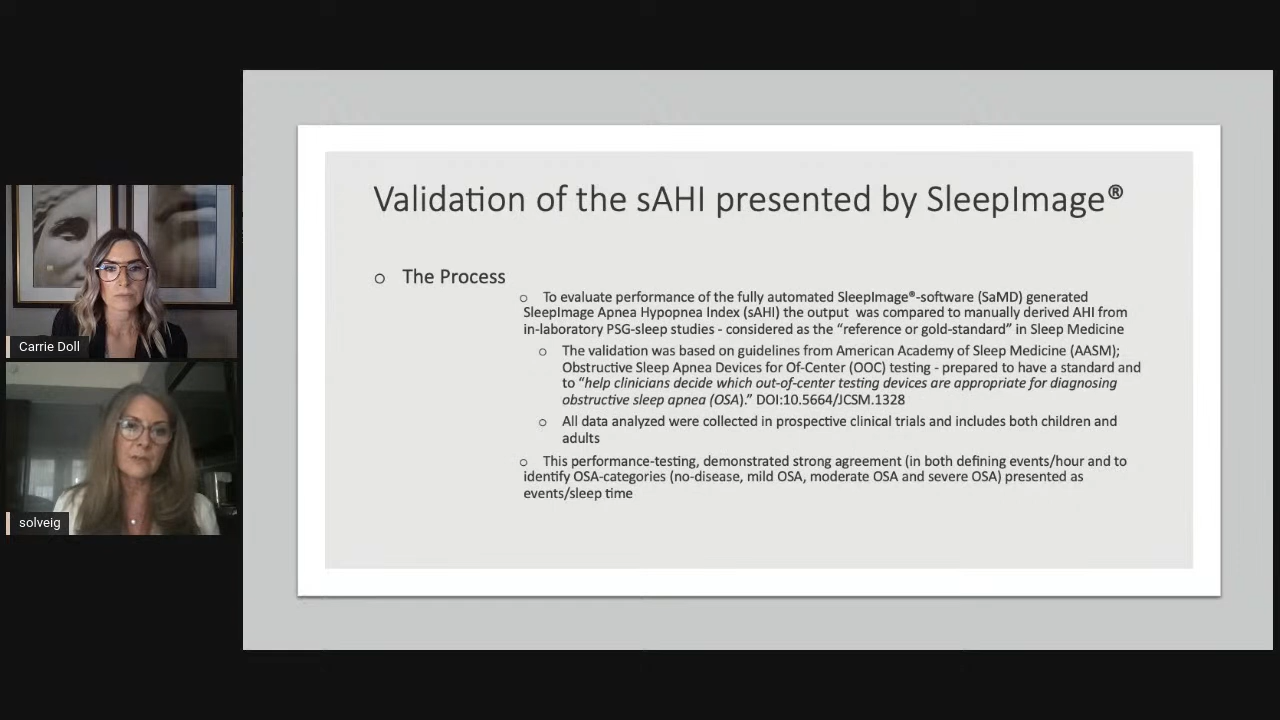 Validation of the sAHI presented by SleepImage®
o The Process
o To evaluate performance of the fully automated SleepImage®-software (SaMD) generated
SleepImage Apnea Hypopnea Index (sAHI) the output was compared to manually derived AHI from
in-laboratory PSG-sleep studies - considered as the “reference or gold-standard” in Sleep Medicine
o The validation was based on guidelines from American Academy of Sleep Medicine (AASM);
Obstructive Sleep Apnea Devices for Of-Center (OOC) testing - prepared to have a standard and
to “help clinicians decide which out-of-center testing devices are appropriate for diagnosing
obstructive sleep apnea (OSA).” DOI:10.5664/JCSM.1328
o All data analyzed were collected in prospective clinical trials and includes both children and
adults
o This performance-testing, demonstrated strong agreement (in both defining events/hour and to
identify OSA-categories (no-disease, mild OSA, moderate OSA and severe OSA) presented as
events/sleep time
Carrie Doll
solveig